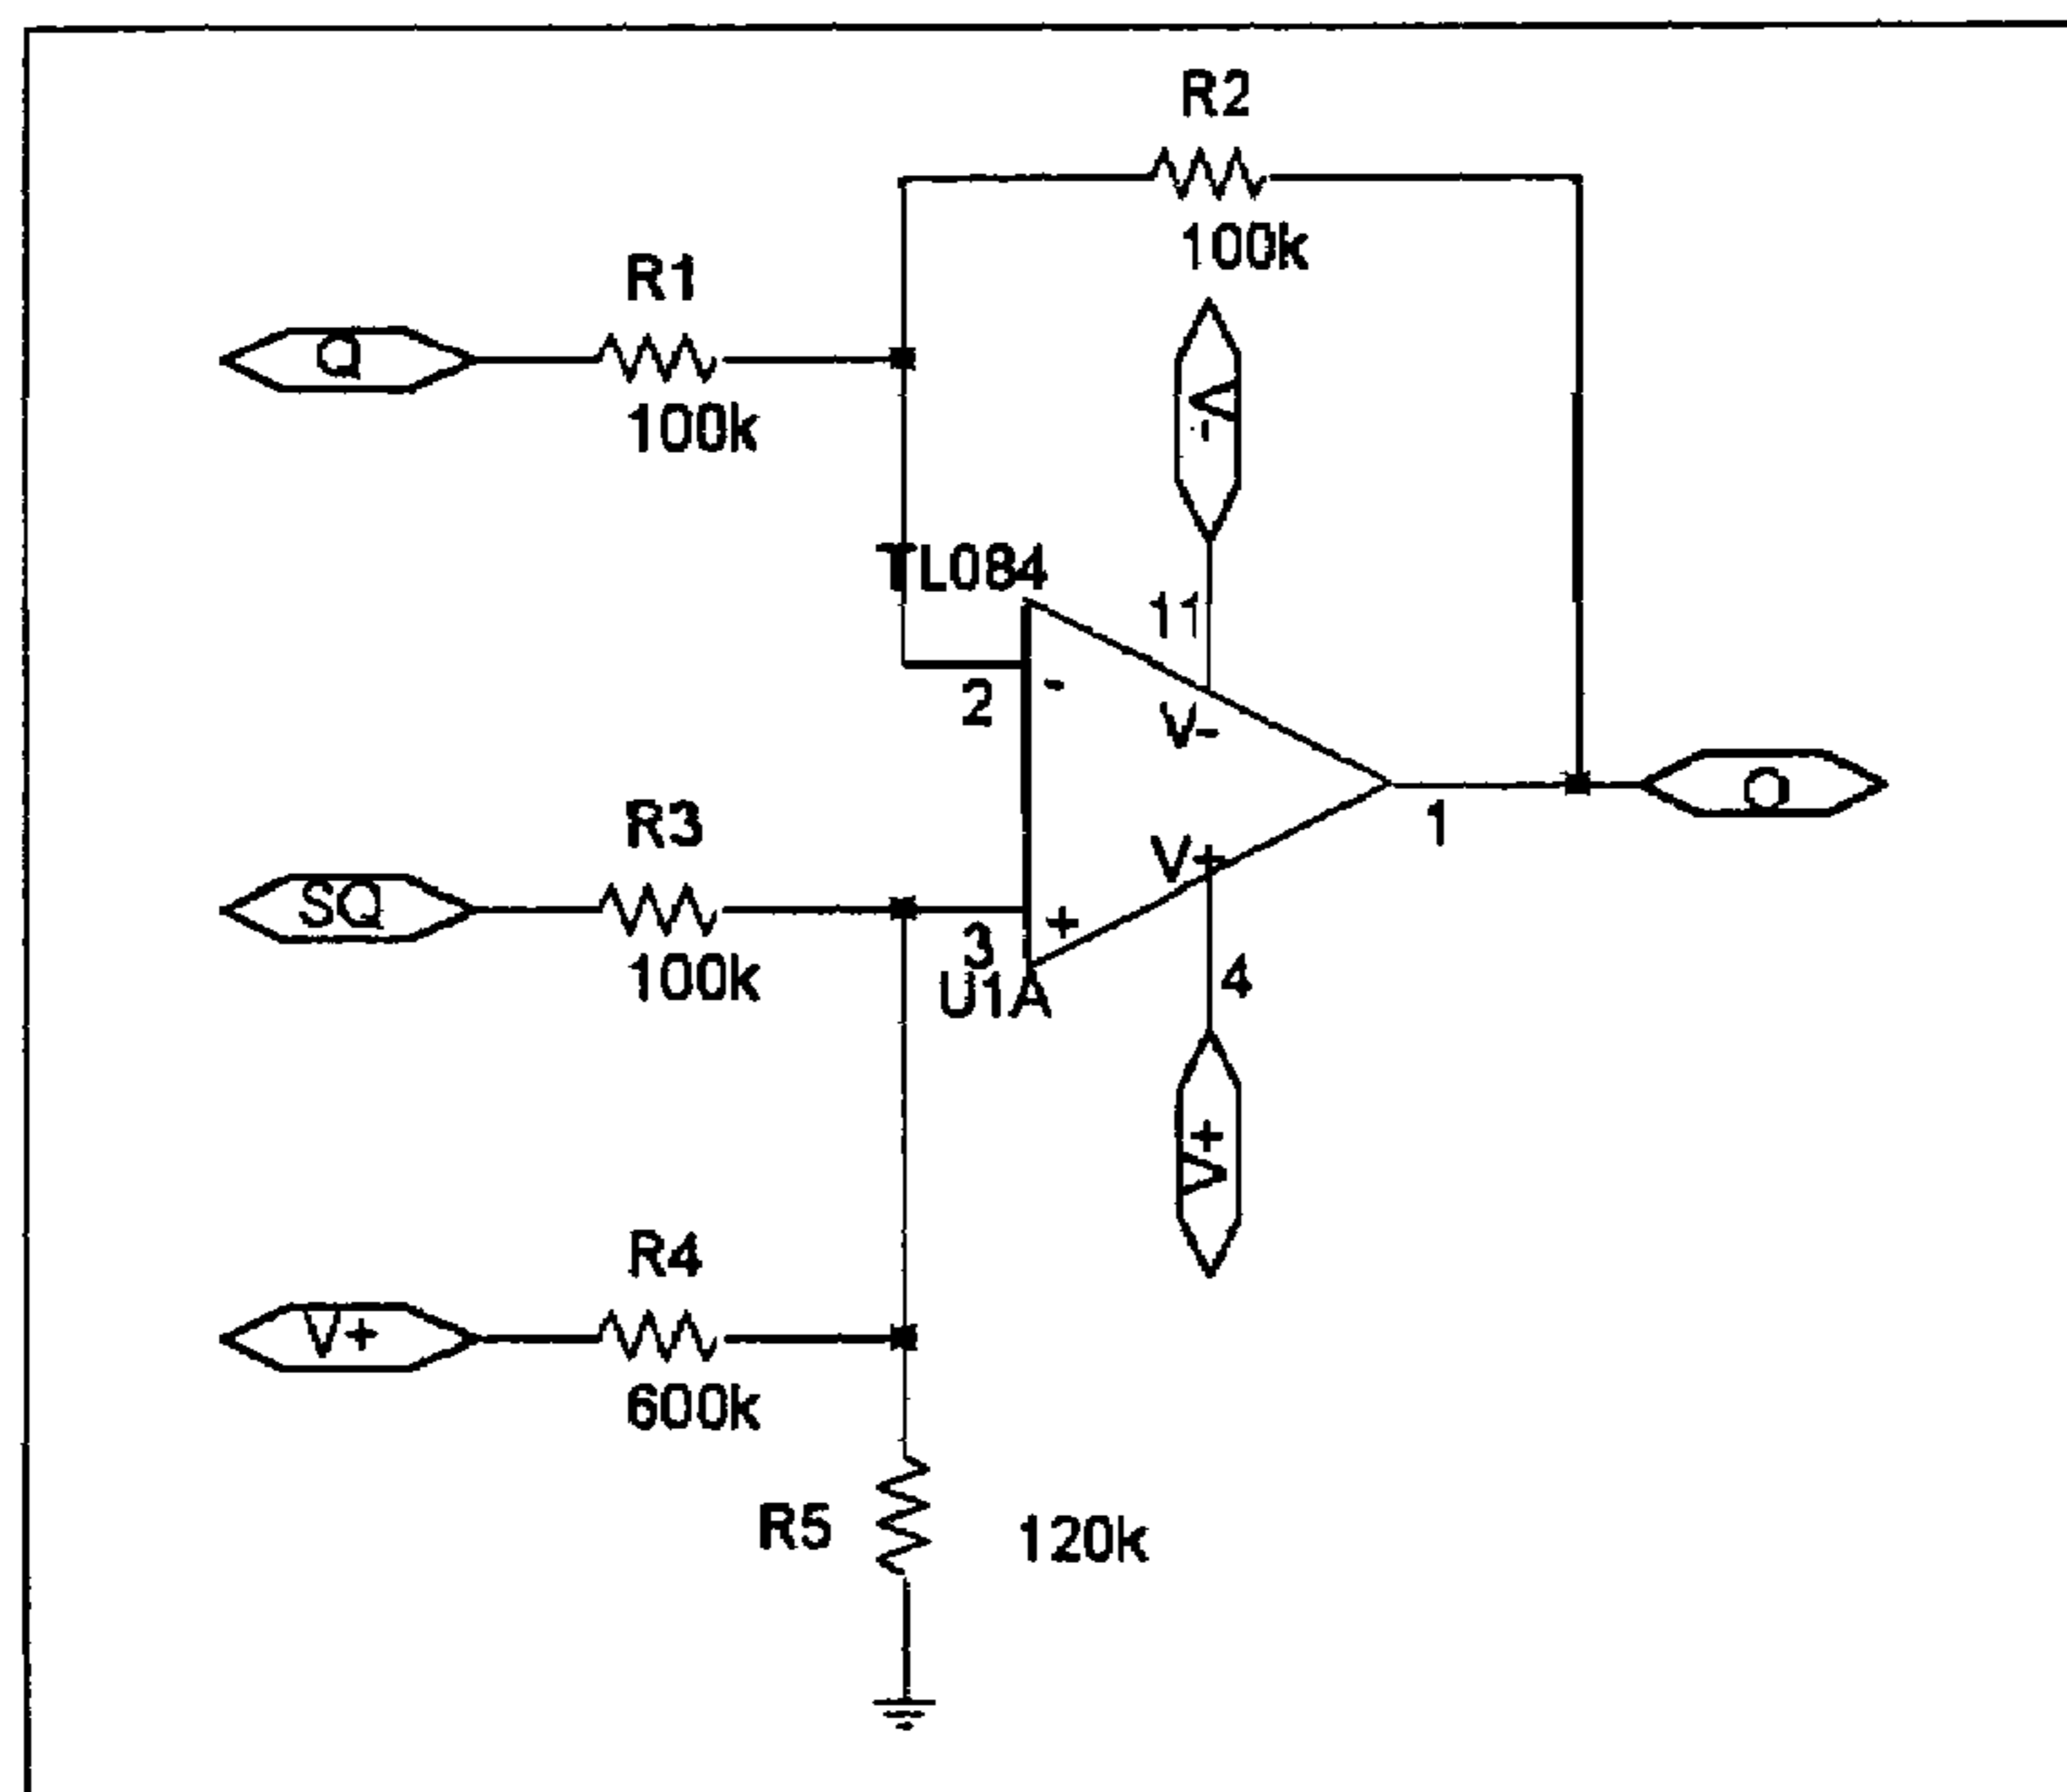 R2
100k
R1
Q
100k
V-
TL084
11
2
-
V-
O
1
R3
V+
SQ
3
+
100k
U1A
4
V+
R4
V+
600k
R5
120k